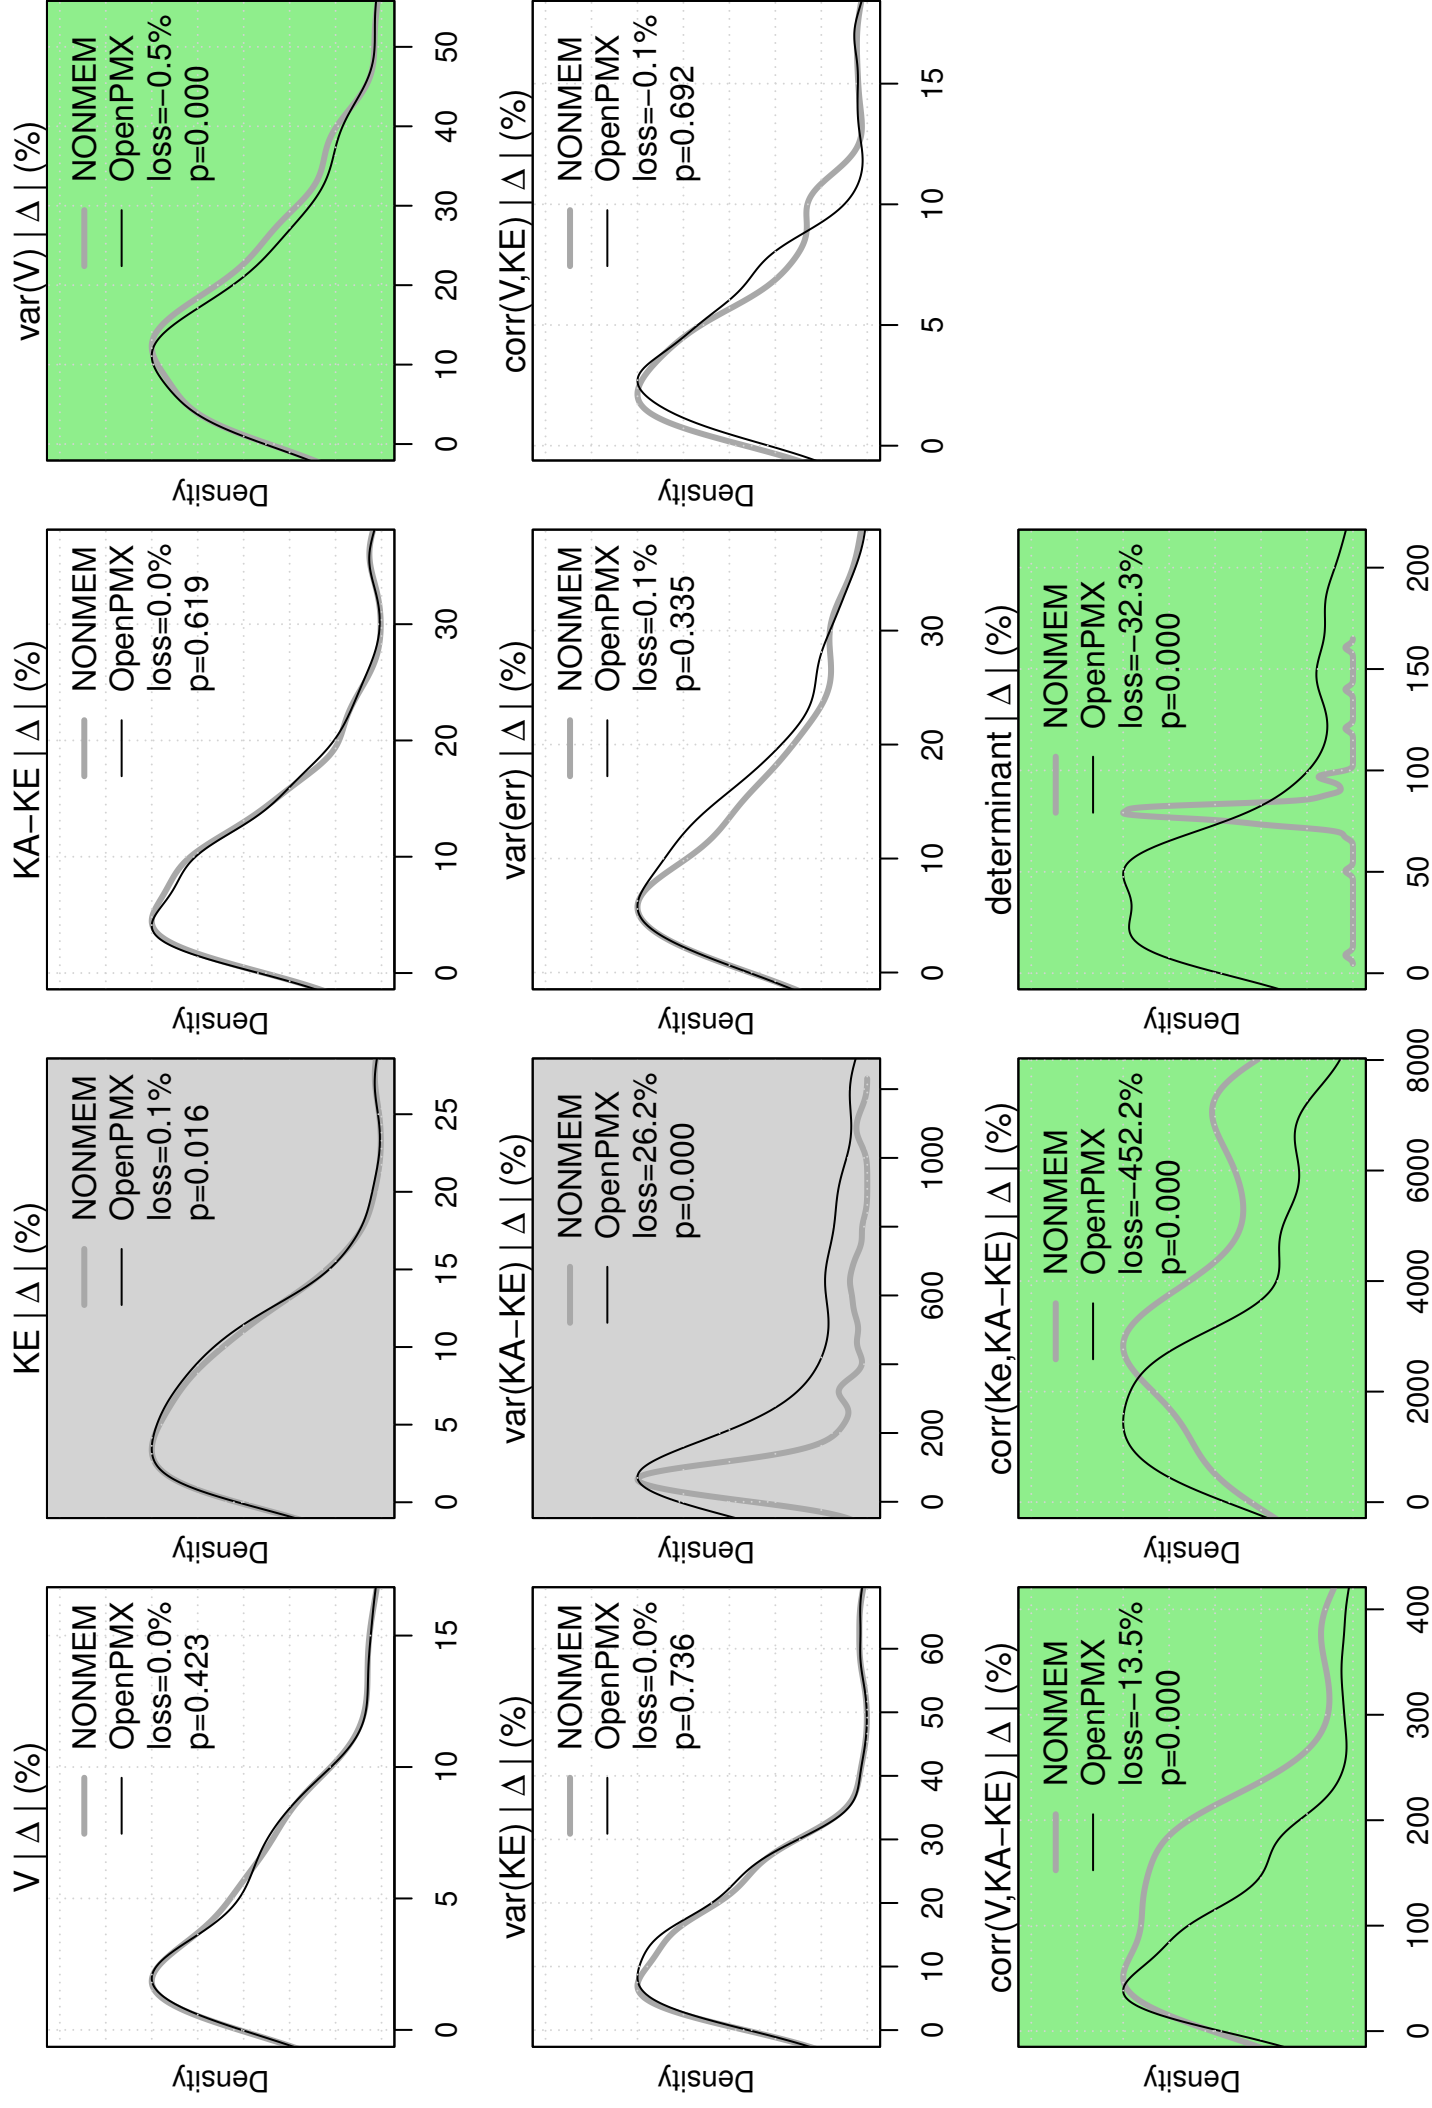 V | Δ | (%)
NONMEM
OpenPMX
loss=0.0%
p=0.423
Density
0 5 10 15
KE | Δ | (%)
NONMEM
OpenPMX
loss=0.1%
p=0.016
Density
0 5 10 15 20 25
KA−KE | Δ | (%)
NONMEM
OpenPMX
loss=0.0%
p=0.619
Density
0 10 20 30
var(V) | Δ | (%)
NONMEM
OpenPMX
loss=−0.5%
p=0.000
Density
0 10 20 30 40 50
var(KE) | Δ | (%)
NONMEM
OpenPMX
loss=0.0%
p=0.736
Density
0 10 20 30 40 50 60
var(KA−KE) | Δ | (%)
NONMEM
OpenPMX
loss=26.2%
p=0.000
Density
0 200 600 1000
var(err) | Δ | (%)
NONMEM
OpenPMX
loss=0.1%
p=0.335
Density
0 10 20 30
corr(V,KE) | Δ | (%)
NONMEM
OpenPMX
loss=−0.1%
p=0.692
Density
0 5 10 15
corr(V,KA−KE) | Δ | (%)
NONMEM
OpenPMX
loss=−13.5%
p=0.000
Density
0 100 200 300 400
corr(Ke,KA−KE) | Δ | (%)
NONMEM
OpenPMX
loss=−452.2%
p=0.000
Density
0 2000 4000 6000 8000
determinant | Δ | (%)
NONMEM
OpenPMX
loss=−32.3%
p=0.000
Density
0 50 100 150 200